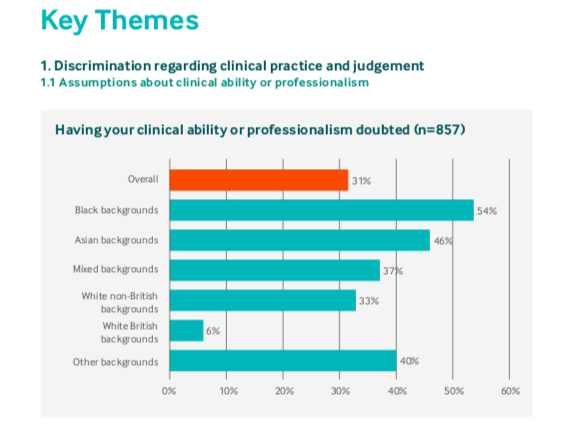 Key Themes
1. Discrimination regarding clinical practice and judgement
1.1 Assumptions about clinical ability or professionalism
Having your clinical ability or professionalism doubted (n=857)
Overall
31%
Black backgrounds
54%
Asian backgrounds
46%
Mixed backgrounds
37%
White non-British
backgrounds
33%
White British
backgrounds
6%
Other backgrounds
40%
0%
10%
20%
30%
40%
50%
60%